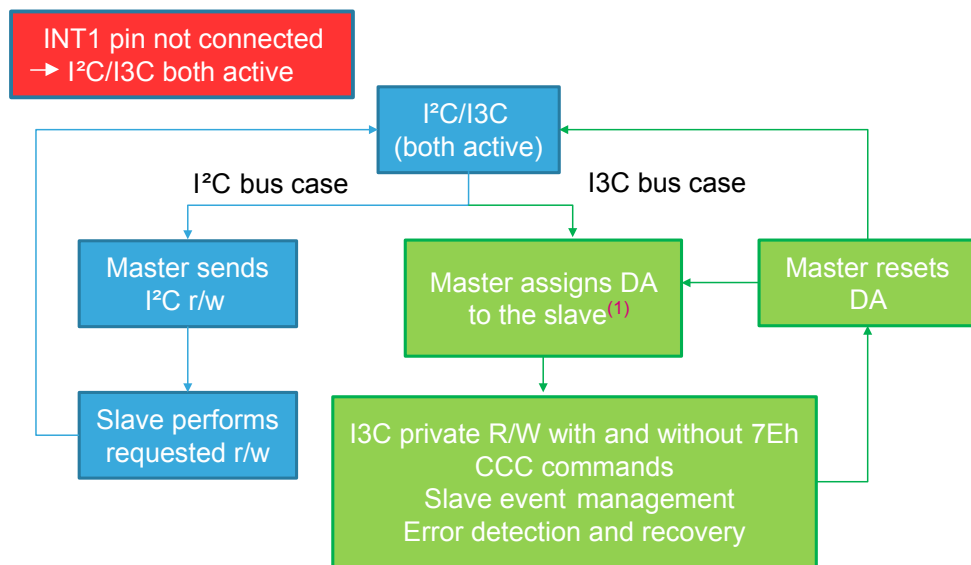 INT1 pin not connected
→ I²C/I3C both active
I²C/I3C
(both active)
I²C bus case
I3C bus case
Master sends
I²C r/w
Master assigns DA
to the slave(1)
Master resets
DA
Slave performs
requested r/w
I3C private R/W with and without 7Eh
CCC commands
Slave event management
Error detection and recovery